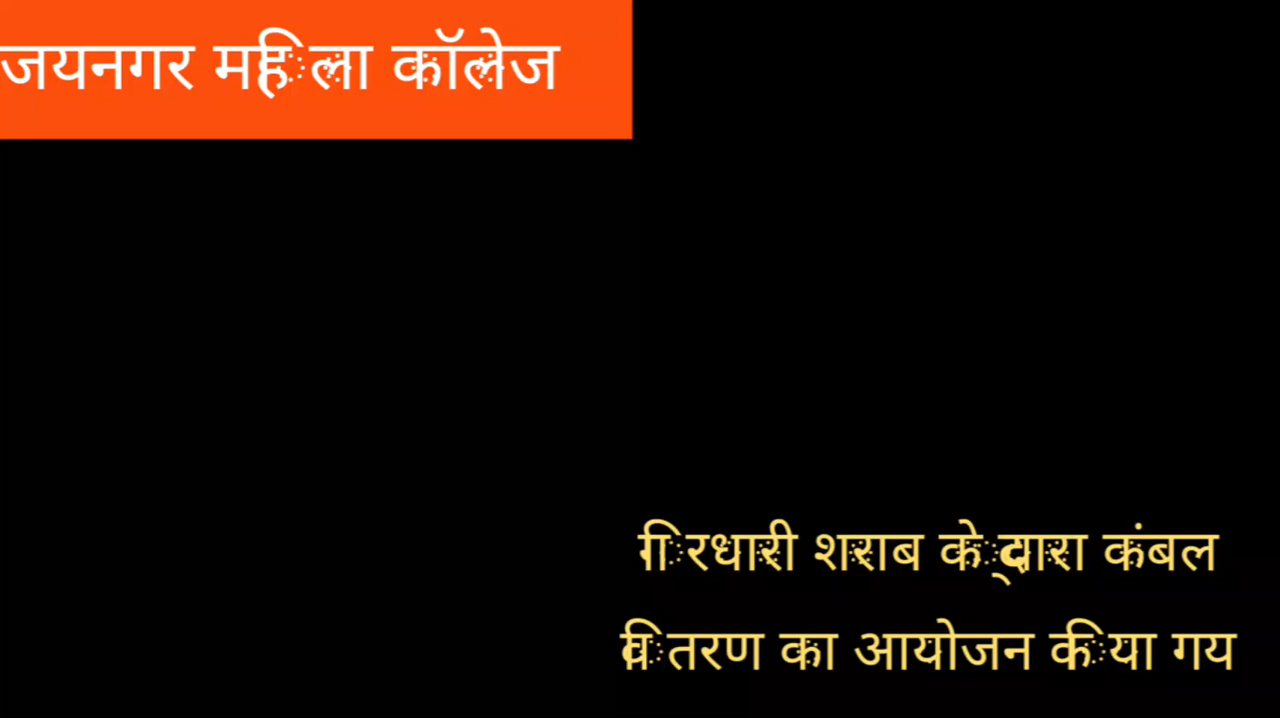 जयनगर महिला कॉलेज
गिरधारी शराब के द्वारा कंबल
वितरण का आयोजन किया गय